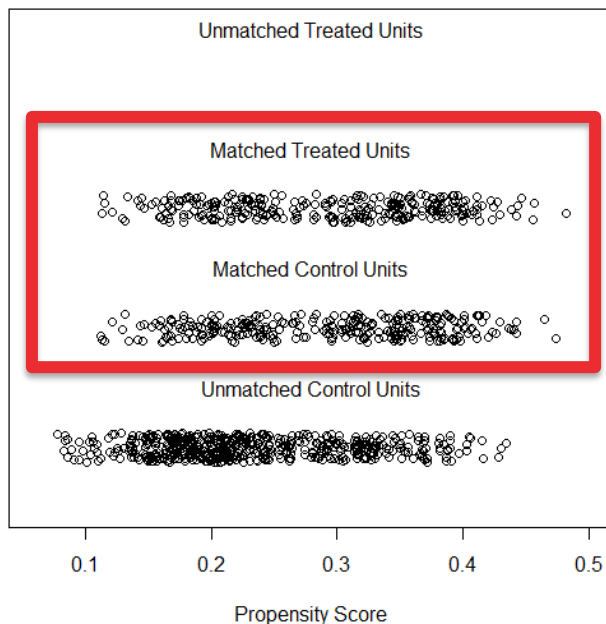 Unmatched Treated Units
Matched Treated Units
Matched Control Units
Unmatched Control Units
0.1 0.2 0.3 0.4 0.5
Propensity Score